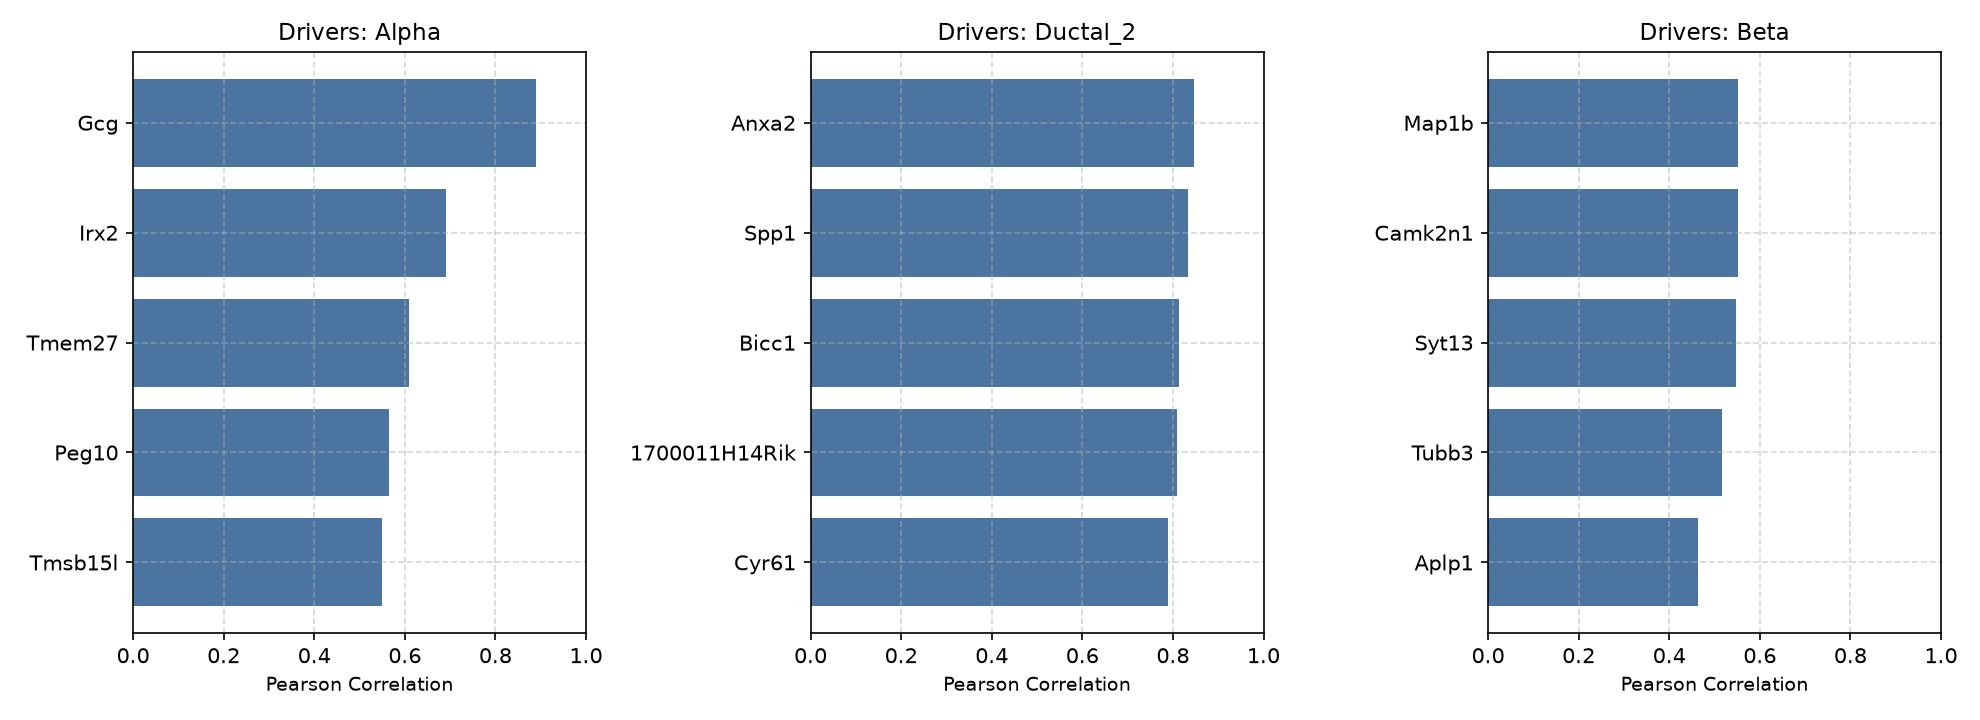 Drivers: Alpha
Gcg
Irx2
Tmem27
Peg10
Tmsb15l
0.0 0.2 0.4 0.6 0.8 1.0
Pearson Correlation
Drivers: Ductal_2
Anxa2
Spp1
Bicc1
1700011H14Rik
Cyr61
0.0 0.2 0.4 0.6 0.8 1.0
Pearson Correlation
Drivers: Beta
Map1b
Camk2n1
Syt13
Tubb3
Aplp1
0.0 0.2 0.4 0.6 0.8 1.0
Pearson Correlation